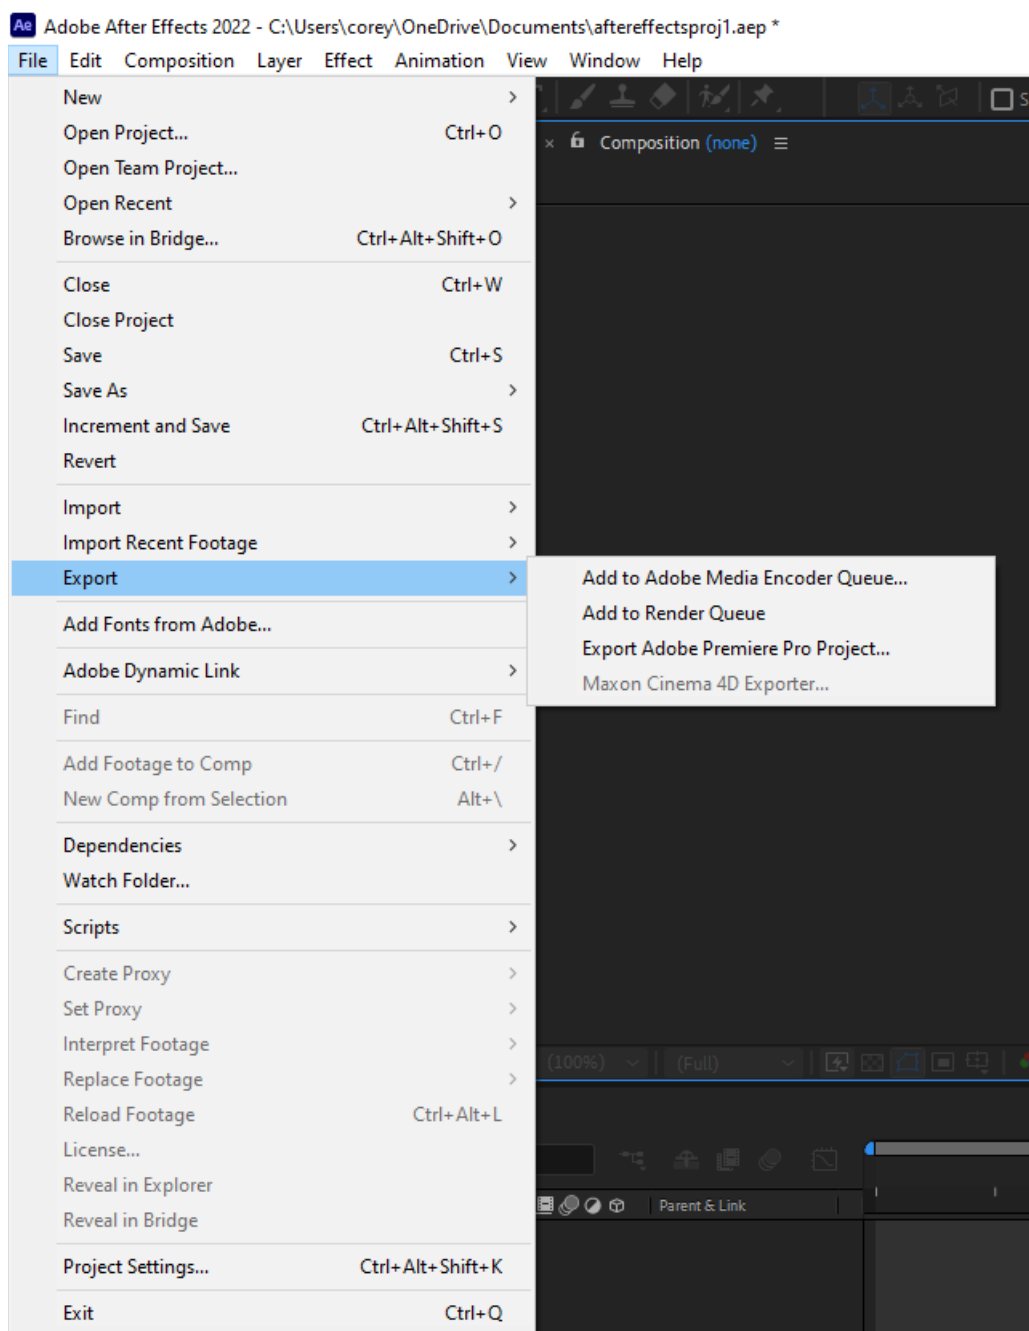 Ae Adobe After Effects 2022 - C:\Users\corey\OneDrive\Documents\aftereffectsproj1.aep *
File Edit Composition Layer Effect Animation View Window Help
New
Open Project... Ctrl+O
Open Team Project...
Open Recent
Browse in Bridge... Ctrl+Alt+Shift+O
Close Ctrl+W
Close Project
Save Ctrl+S
Save As
Increment and Save Ctrl+Alt+Shift+S
Revert
Import
Import Recent Footage
Export
Add Fonts from Adobe...
Adobe Dynamic Link
Find Ctrl+F
Add Footage to Comp Ctrl+/
New Comp from Selection Alt+\
Dependencies
Watch Folder...
Scripts
Create Proxy
Set Proxy
Interpret Footage
Replace Footage
Reload Footage Ctrl+Alt+L
License...
Reveal in Explorer
Reveal in Bridge
Project Settings... Ctrl+Alt+Shift+K
Exit Ctrl+Q
Add to Adobe Media Encoder Queue...
Add to Render Queue
Export Adobe Premiere Pro Project...
Maxon Cinema 4D Exporter...
Composition (none)
(100%) (Full)
Parent & Link